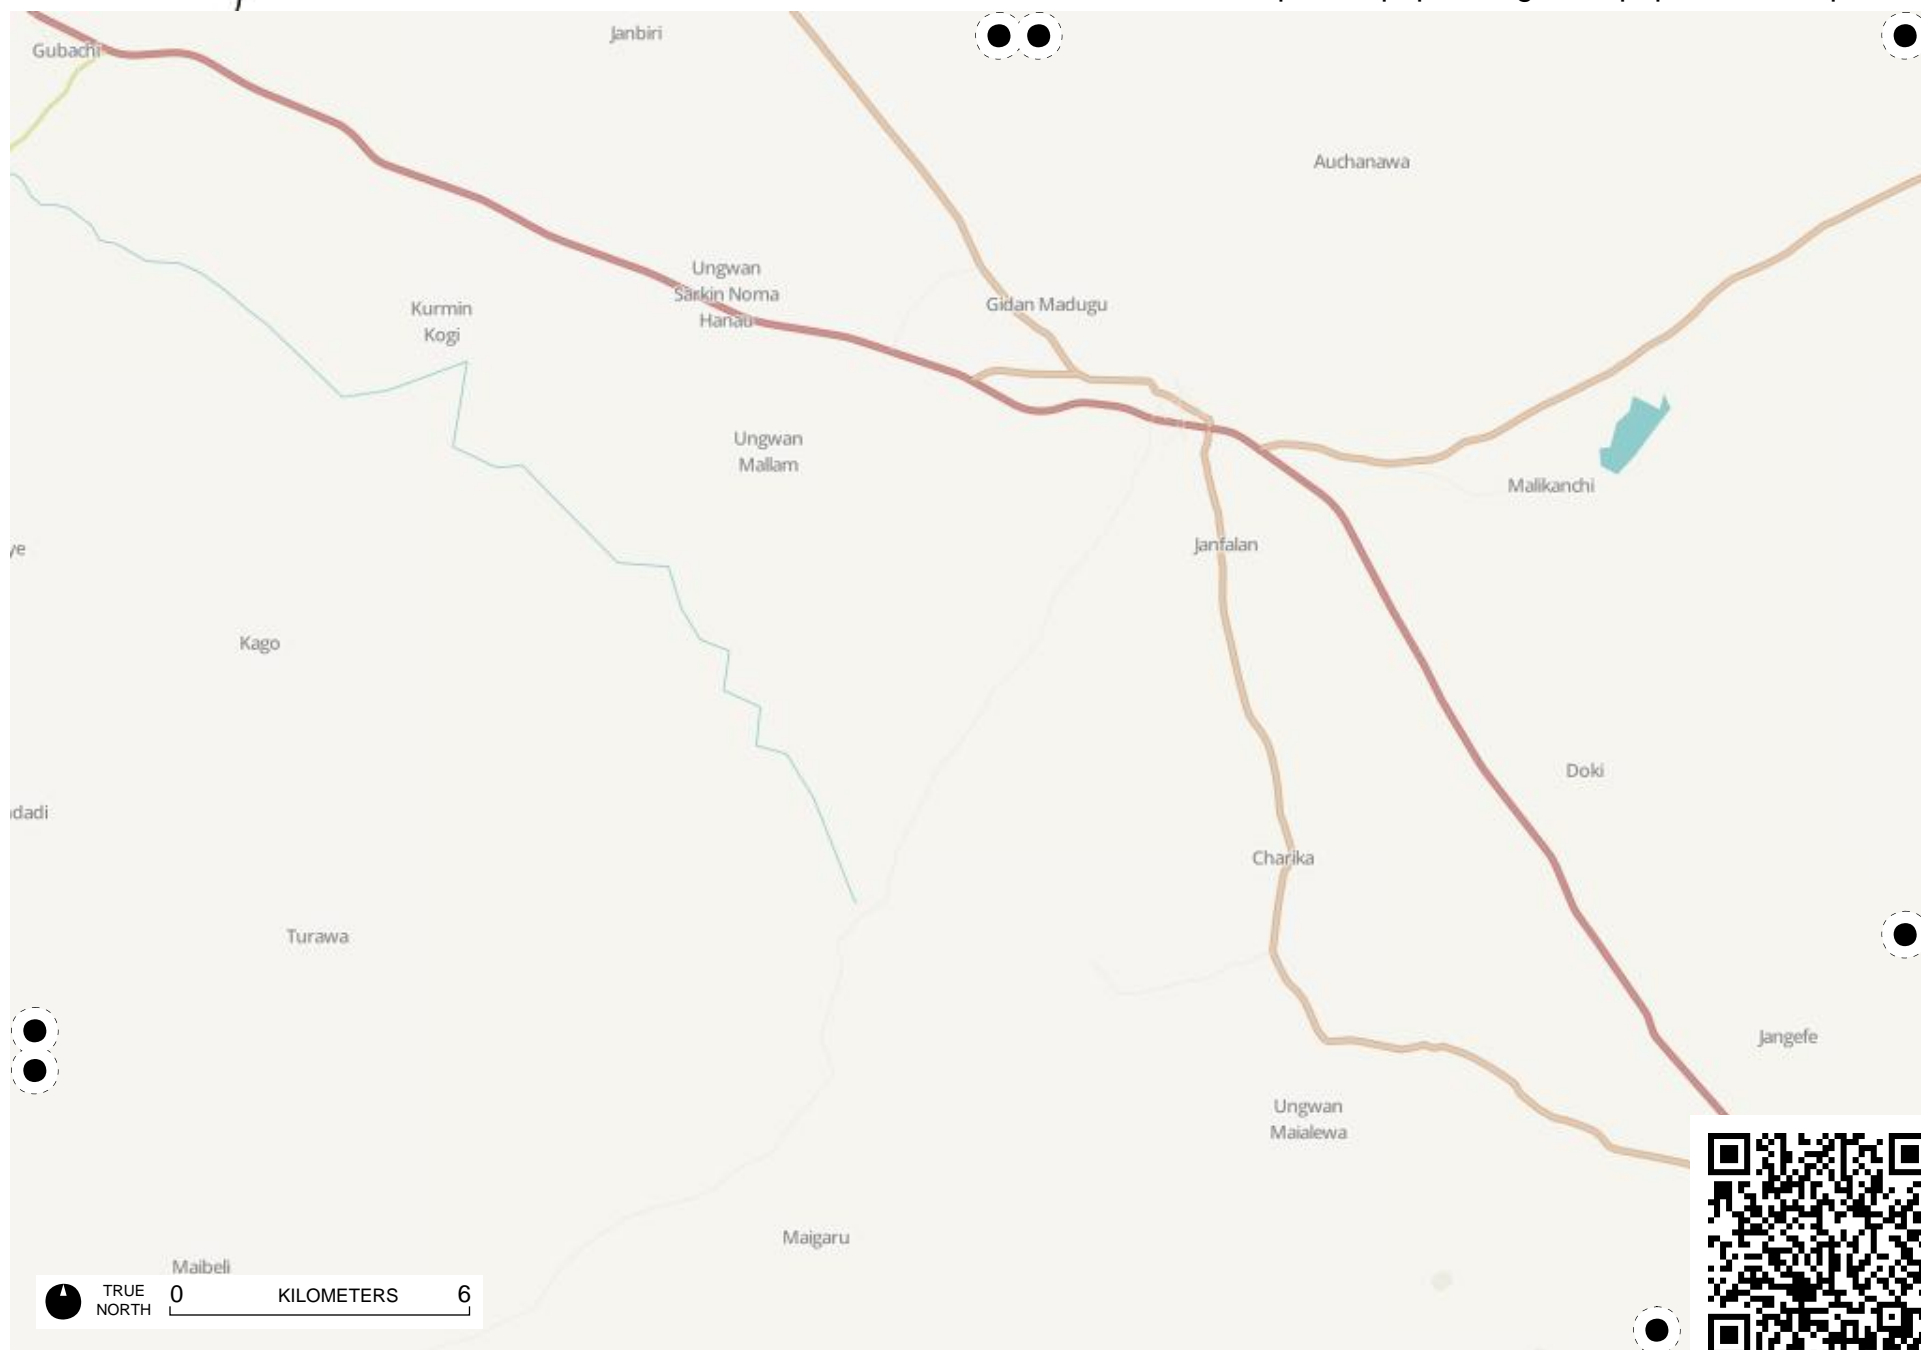 Janbiri
Gubachi
Auchanawa
Ungwan
Sarkin Noma
Hanau
Gidan Madugu
Kurmin
Kogi
Ungwan
Mallam
Malikanchi
Janfalan
Kago
Doki
Charika
Turawa
Jangefe
Ungwan
Maialewa
Maigaru
Maibeli
TRUE
NORTH
0 KILOMETERS 6